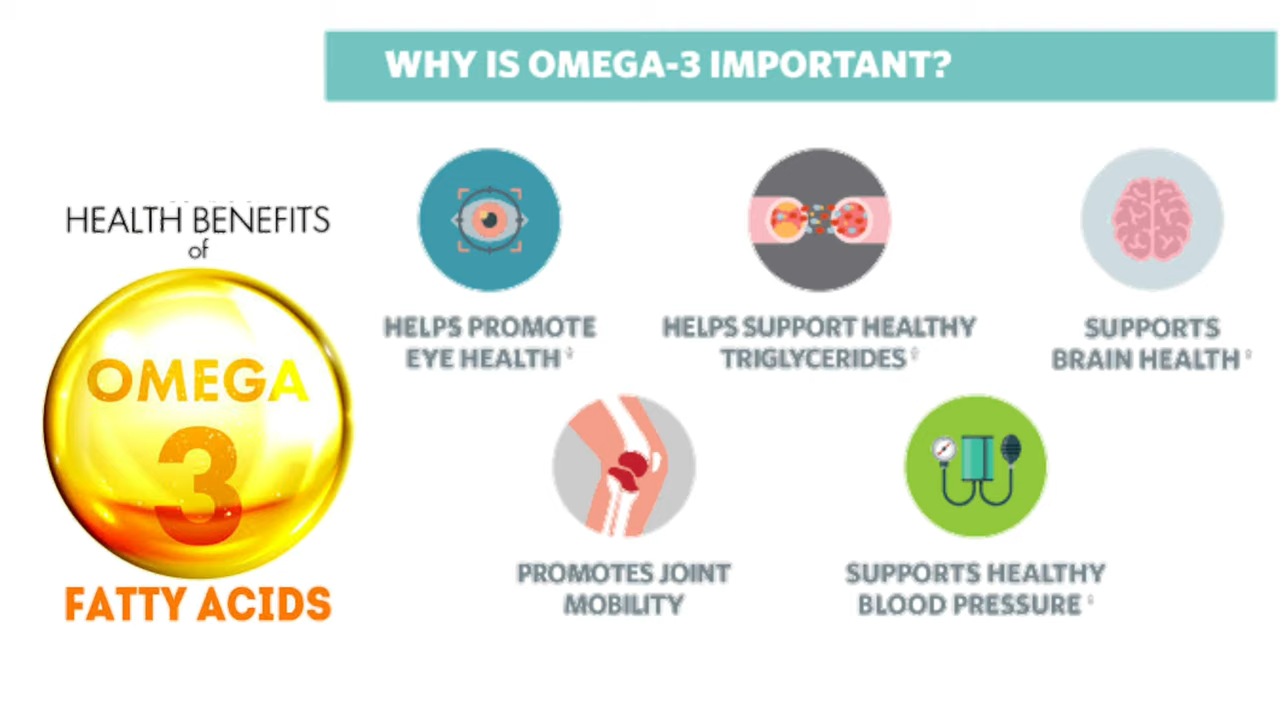 WHY IS OMEGA-3 IMPORTANT?
HEALTH BENEFITS
of
OMEGA
3
FATTY ACIDS
HELPS PROMOTE
EYE HEALTH
HELPS SUPPORT HEALTHY
TRIGLYCERIDES
SUPPORTS
BRAIN HEALTH
PROMOTES JOINT
MOBILITY
SUPPORTS HEALTHY
BLOOD PRESSURE